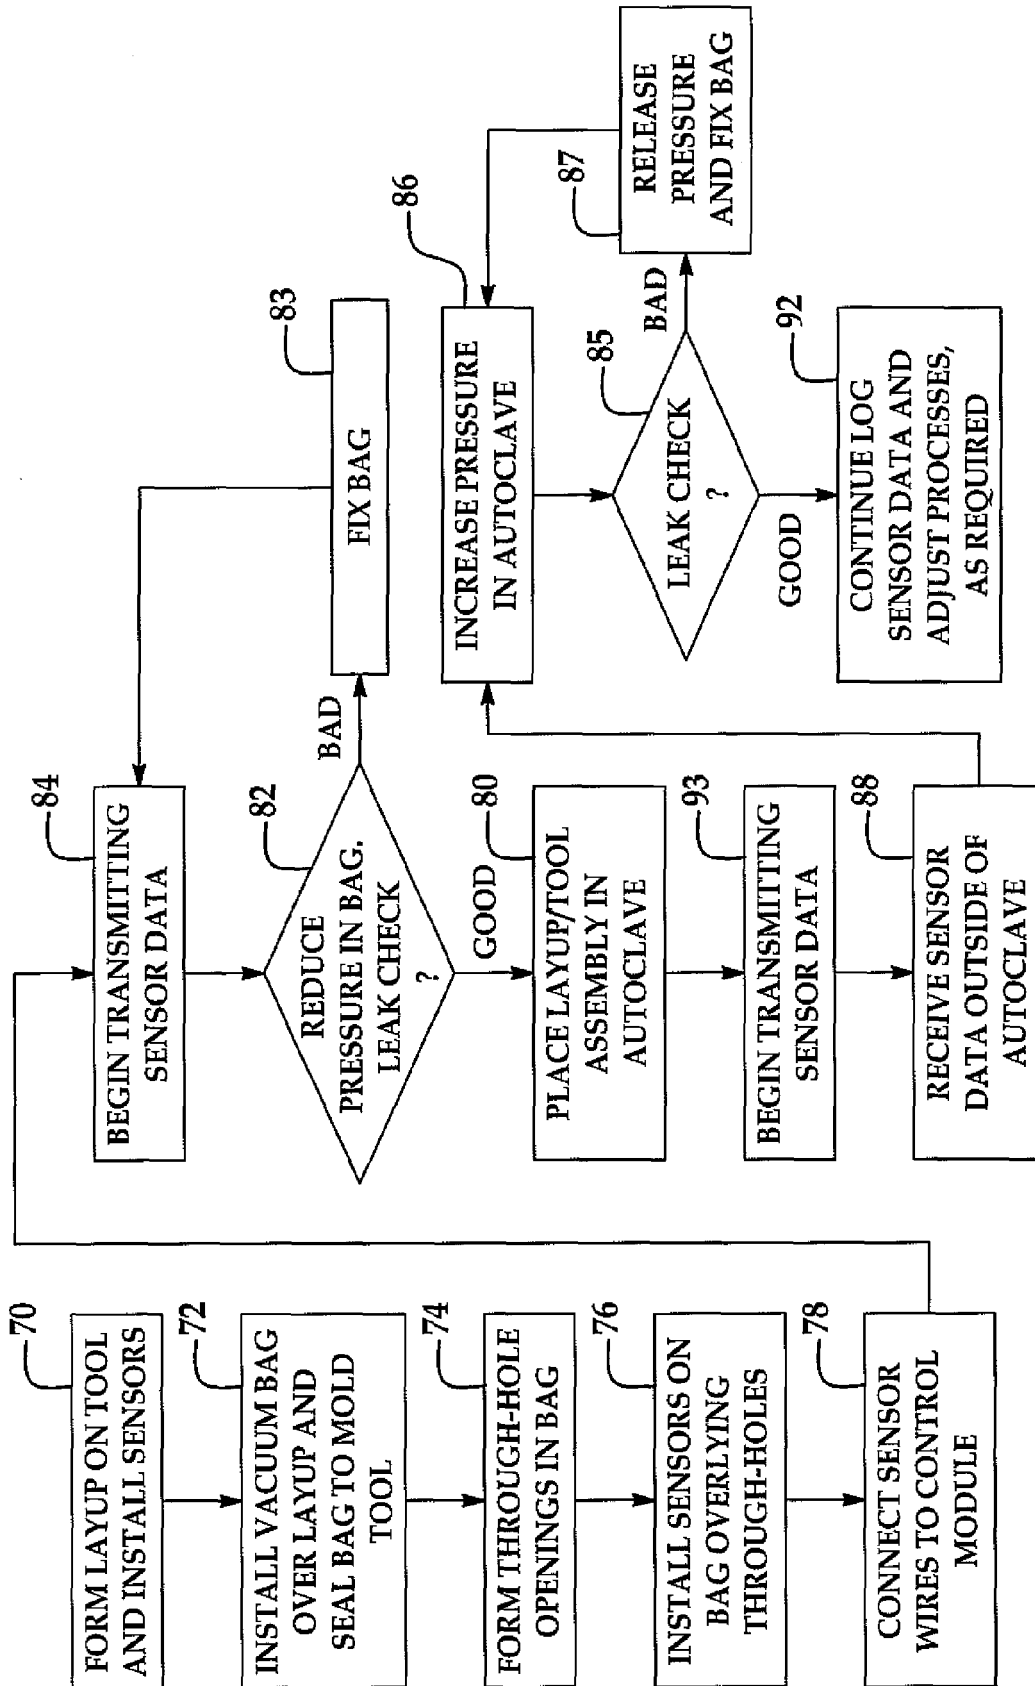 70
FORM LAYUP ON TOOL
AND INSTALL SENSORS
72
INSTALL VACUUM BAG
OVER LAYUP AND
SEAL BAG TO MOLD
TOOL
74
FORM THROUGH-HOLE
OPENINGS IN BAG
76
INSTALL SENSORS ON
BAG OVERLYING
THROUGH-HOLES
78
CONNECT SENSOR
WIRES TO CONTROL
MODULE
84
BEGIN TRANSMITTING
SENSOR DATA
82
REDUCE
PRESSURE IN BAG.
LEAK CHECK
?
BAD
83
FIX BAG
GOOD
80
PLACE LAYUP/TOOL
ASSEMBLY IN
AUTOCLAVE
93
BEGIN TRANSMITTING
SENSOR DATA
88
RECEIVE SENSOR
DATA OUTSIDE OF
AUTOCLAVE
86
INCREASE PRESSURE
IN AUTOCLAVE
85
LEAK CHECK
?
BAD
87
RELEASE
PRESSURE
AND FIX BAG
GOOD
92
CONTINUE LOG
SENSOR DATA AND
ADJUST PROCESSES,
AS REQUIRED